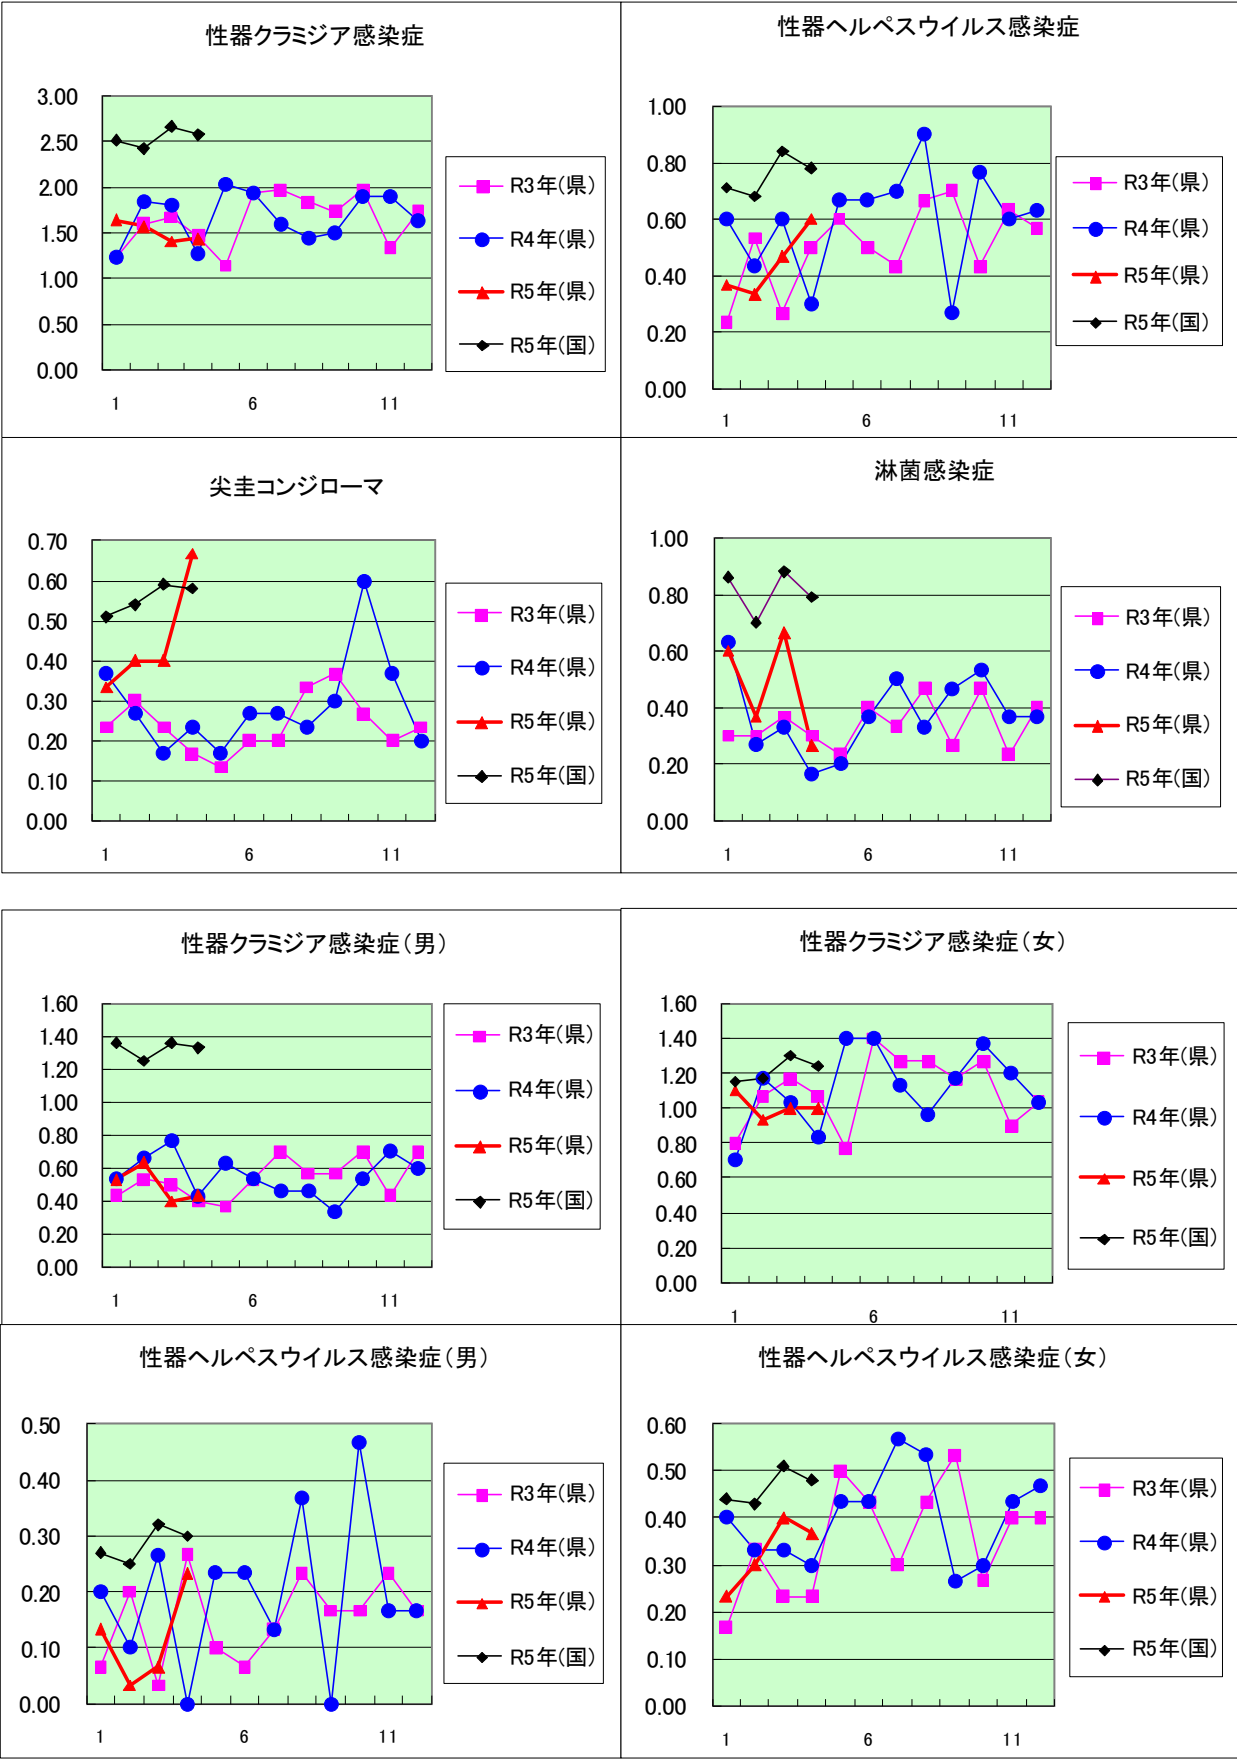 性器クラミジア感染症
3.00
2.50
2.00
1.50
1.00
0.50
0.00
1 6 11
R3年(県)
R4年(県)
R5年(県)
R5年(国)
性器ヘルペスウイルス感染症
1.00
0.80
0.60
0.40
0.20
0.00
1 6 11
R3年(県)
R4年(県)
R5年(県)
R5年(国)
尖圭コンジローマ
0.70
0.60
0.50
0.40
0.30
0.20
0.10
0.00
1 6 11
R3年(県)
R4年(県)
R5年(県)
R5年(国)
淋菌感染症
1.00
0.80
0.60
0.40
0.20
0.00
1 6 11
R3年(県)
R4年(県)
R5年(県)
R5年(国)
性器クラミジア感染症(男)
1.60
1.40
1.20
1.00
0.80
0.60
0.40
0.20
0.00
1 6 11
R3年(県)
R4年(県)
R5年(県)
R5年(国)
性器クラミジア感染症(女)
1.60
1.40
1.20
1.00
0.80
0.60
0.40
0.20
0.00
1 6 11
R3年(県)
R4年(県)
R5年(県)
R5年(国)
性器ヘルペスウイルス感染症(男)
0.50
0.40
0.30
0.20
0.10
0.00
1 6 11
R3年(県)
R4年(県)
R5年(県)
R5年(国)
性器ヘルペスウイルス感染症(女)
0.60
0.50
0.40
0.30
0.20
0.10
0.00
1 6 11
R3年(県)
R4年(県)
R5年(県)
R5年(国)